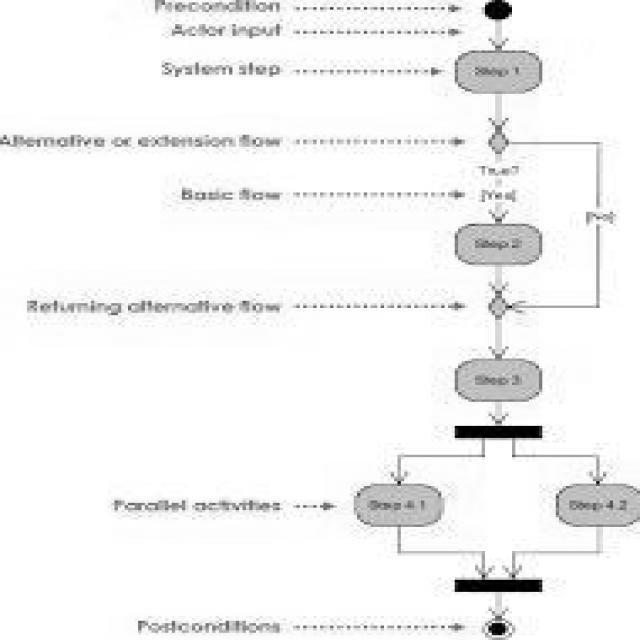 Precondition
Actor input
System step
Step 1
Alternative or extension flow
True?
Basic flow
[Yes]
[No]
Step 2
Returning alternative flow
Step 3
Parallel activities
Step 4.1
Step 4.2
Postconditions